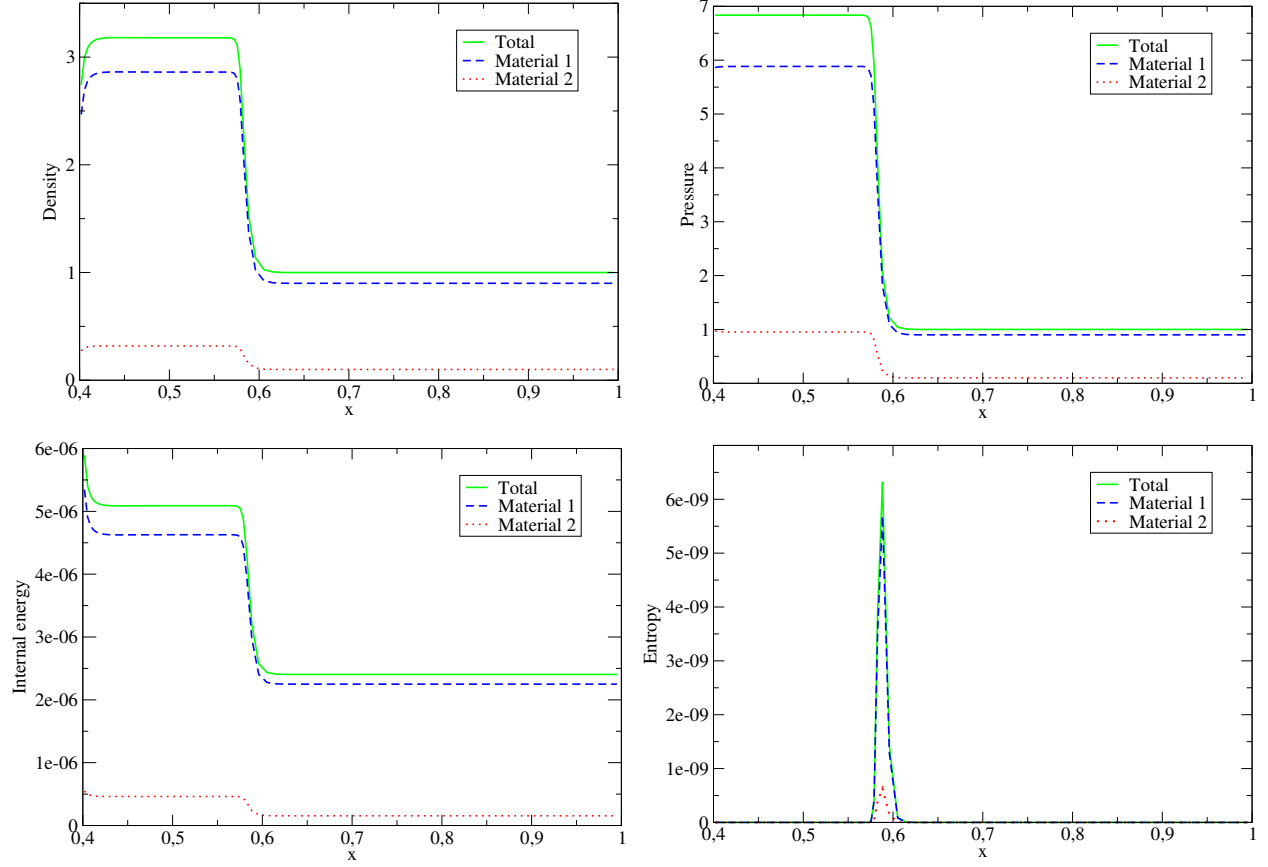 3
2
1
0
0,4
0,5
0,6
0,7
0,8
0,9
1
x
Density
Total
Material 1
Material 2
7
6
5
4
3
2
1
0
0,4
0,5
0,6
0,7
0,8
0,9
1
x
Pressure
Total
Material 1
Material 2
6e-06
5e-06
4e-06
3e-06
2e-06
1e-06
0
0,4
0,5
0,6
0,7
0,8
0,9
1
x
Internal energy
Total
Material 1
Material 2
6e-09
5e-09
4e-09
3e-09
2e-09
1e-09
0
0,4
0,5
0,6
0,7
0,8
0,9
1
x
Entropy
Total
Material 1
Material 2